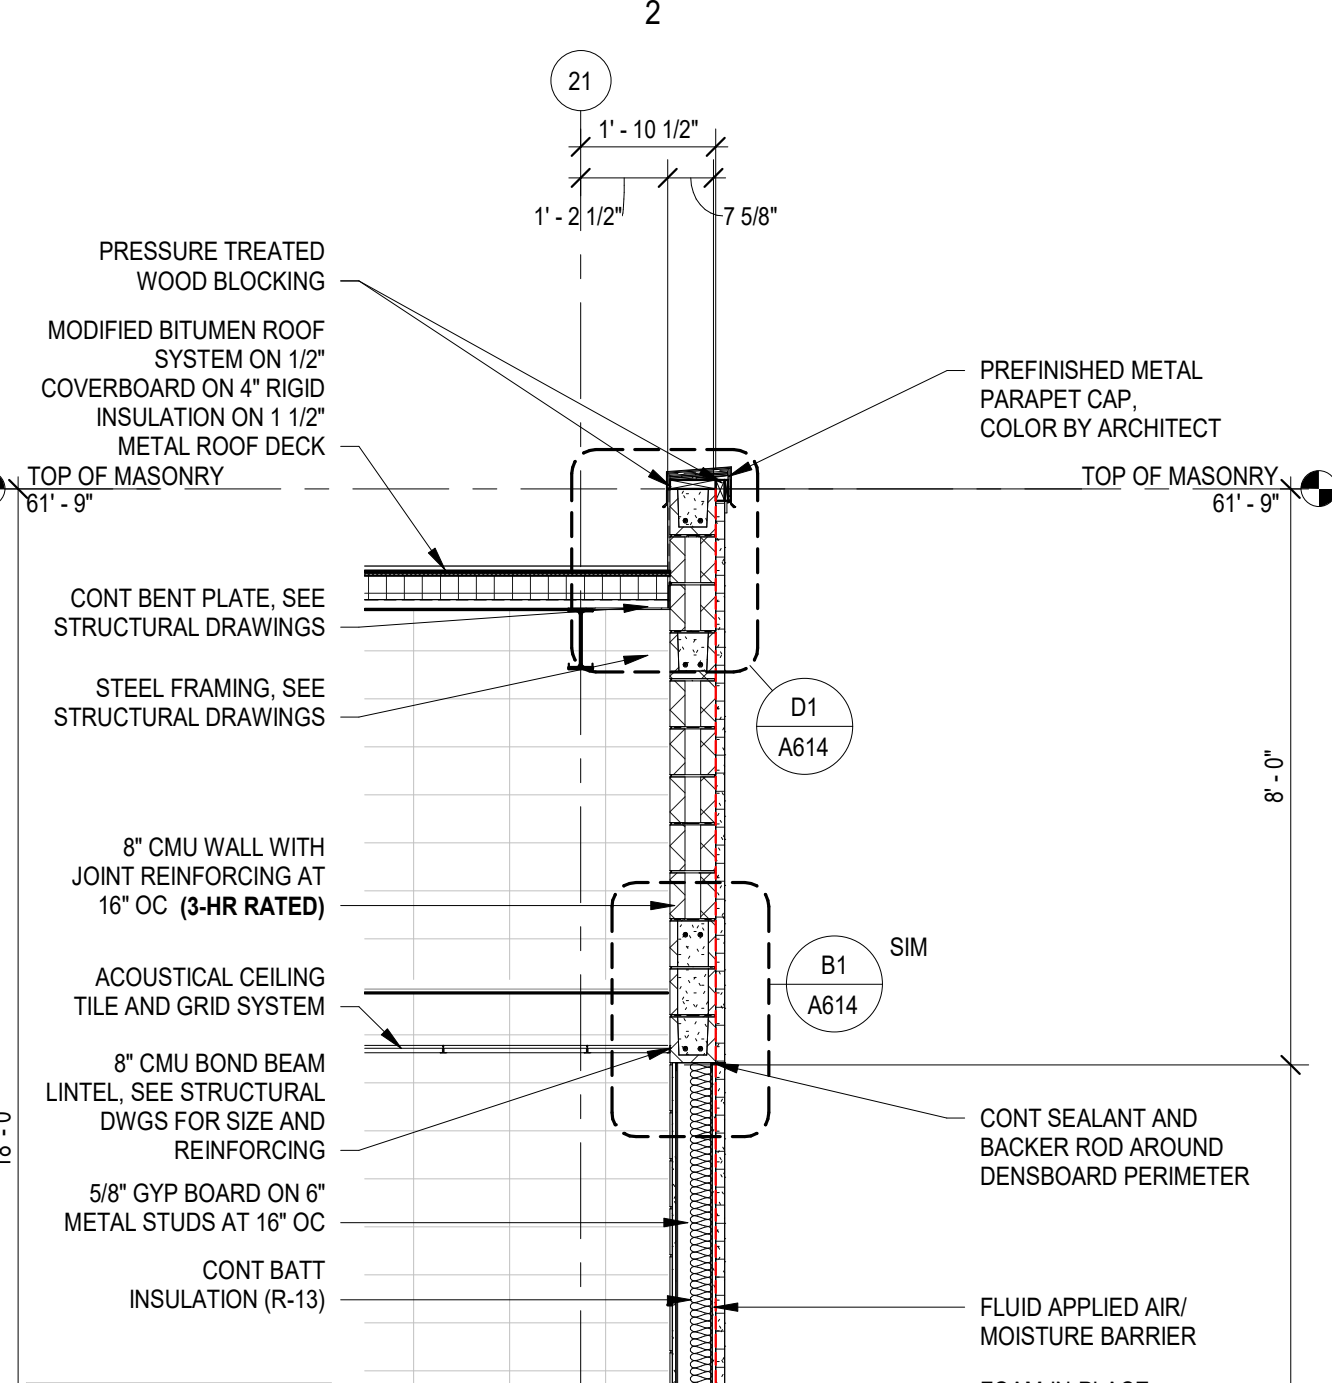 2
21
1' - 10 1/2"
1' - 2 1/2"
7 5/8"
PRESSURE TREATED
WOOD BLOCKING
MODIFIED BITUMEN ROOF
SYSTEM ON 1/2"
COVERBOARD ON 4" RIGID
INSULATION ON 1 1/2"
METAL ROOF DECK
PREFINISHED METAL
PARAPET CAP,
COLOR BY ARCHITECT
TOP OF MASONRY
61' - 9"
TOP OF MASONRY
61' - 9"
CONT BENT PLATE, SEE
STRUCTURAL DRAWINGS
STEEL FRAMING, SEE
STRUCTURAL DRAWINGS
D1
A614
8' - 0"
8" CMU WALL WITH
JOINT REINFORCING AT
16" OC (3-HR RATED)
B1
A614
SIM
ACOUSTICAL CEILING
TILE AND GRID SYSTEM
8" CMU BOND BEAM
LINTEL, SEE STRUCTURAL
DWGS FOR SIZE AND
REINFORCING
CONT SEALANT AND
BACKER ROD AROUND
DENSBOARD PERIMETER
5/8" GYP BOARD ON 6"
METAL STUDS AT 16" OC
CONT BATT
INSULATION (R-13)
FLUID APPLIED AIR/
MOISTURE BARRIER